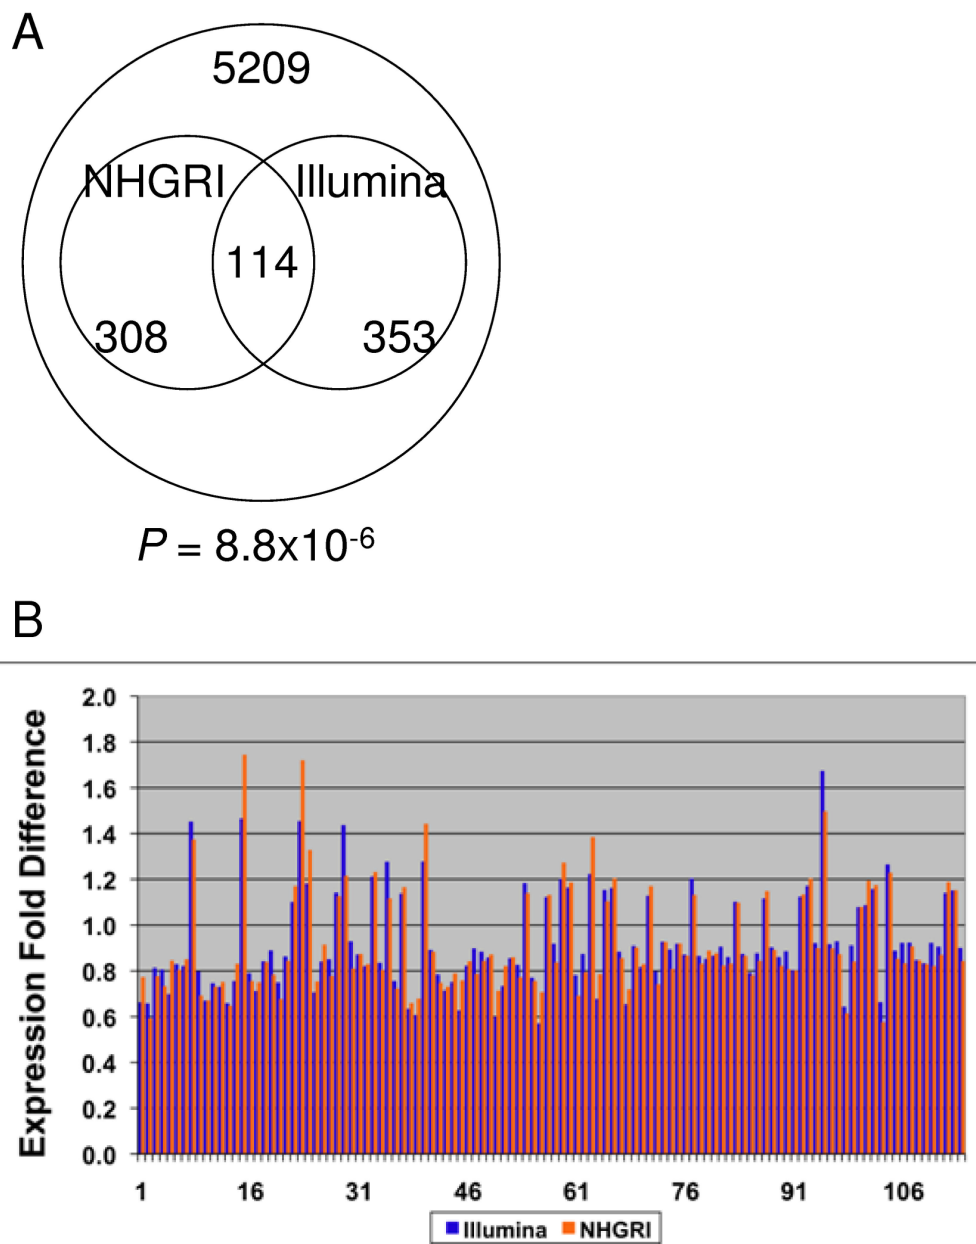 A
5209
NHGRI Illumina
114
308 353
P = 8.8x10-6
B
Expression Fold Difference
2.0
1.8
1.6
1.4
1.2
1.0
0.8
0.6
0.4
0.2
0.0
1 16 31 46 61 76 91 106
Illumina NHGRI